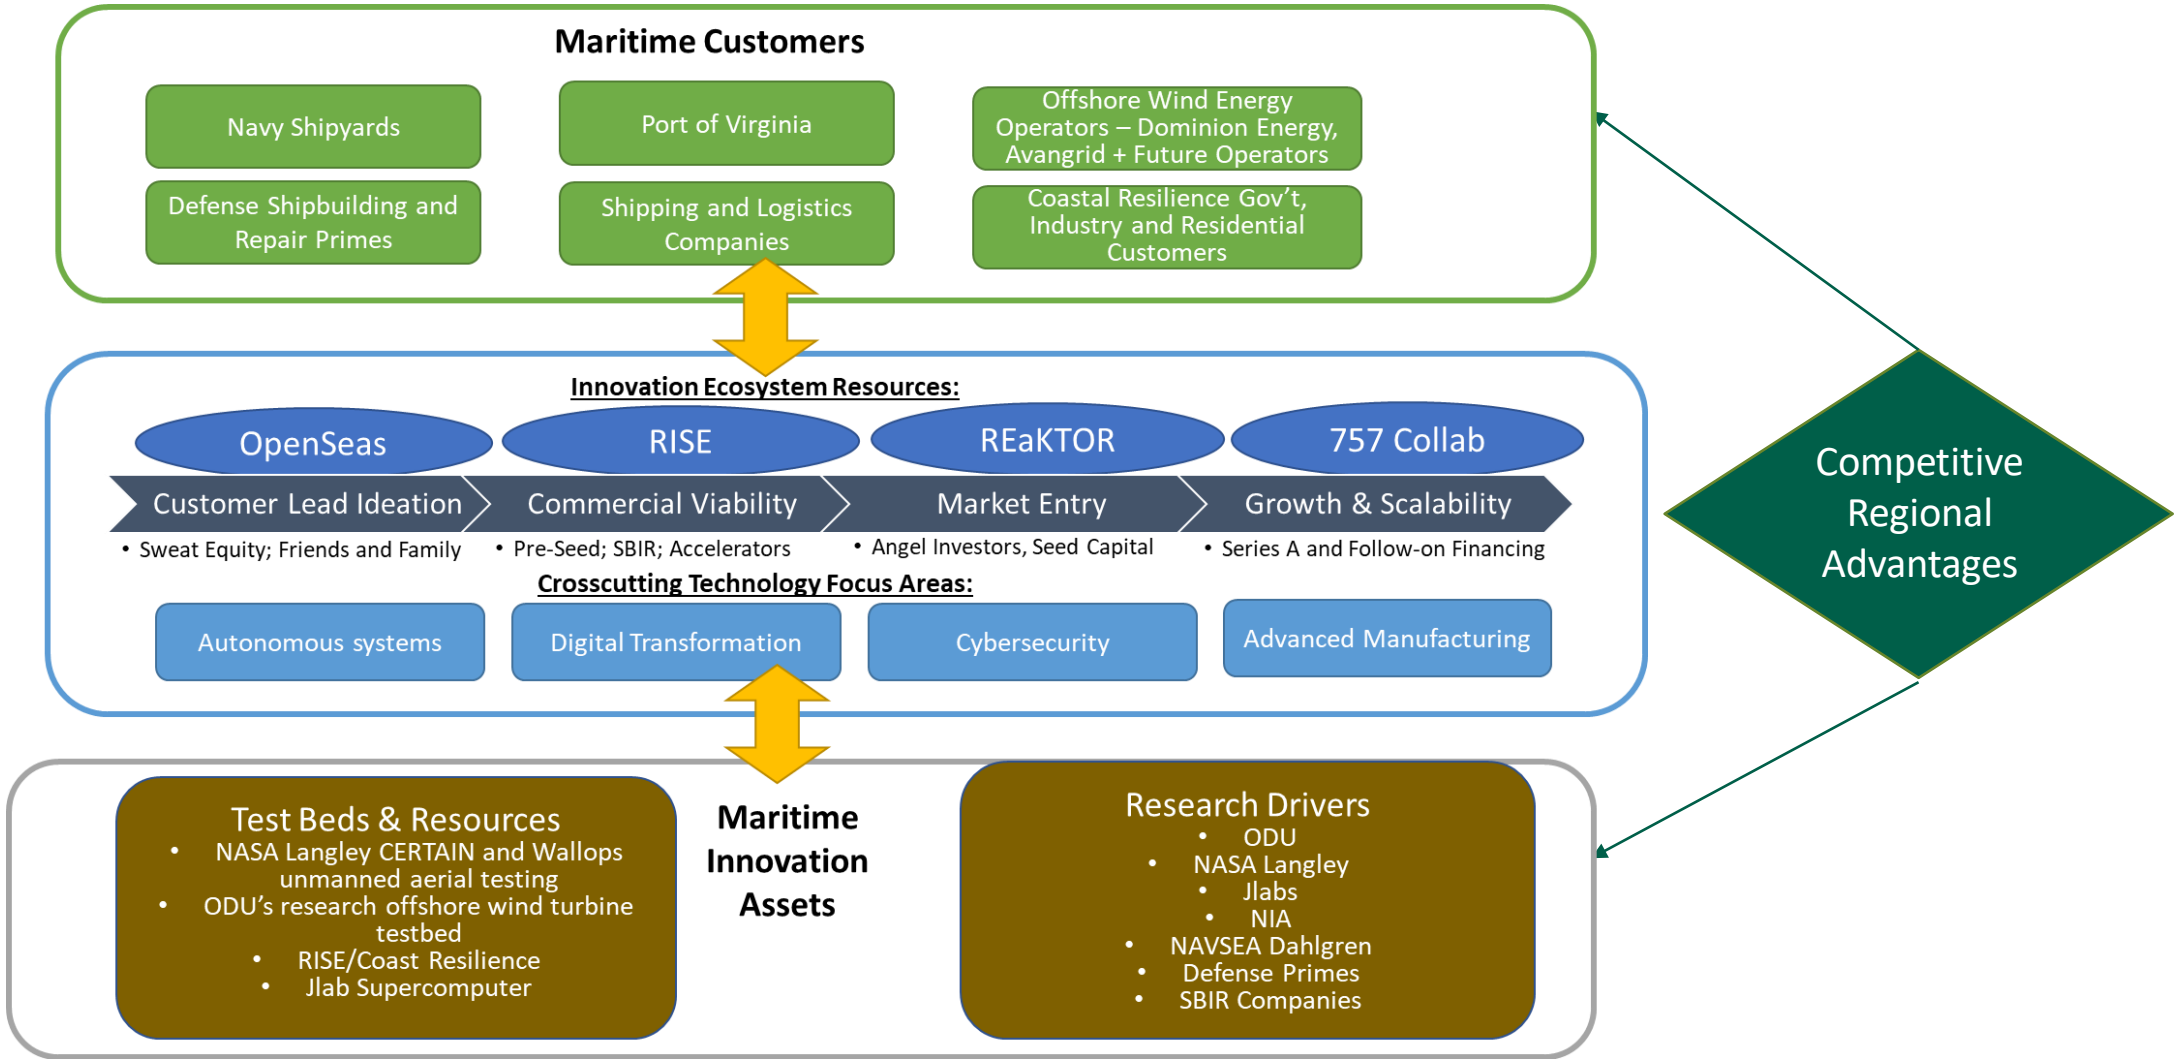 Maritime Customers
Navy Shipyards
Port of Virginia
Offshore Wind Energy
Operators – Dominion Energy,
Avangrid + Future Operators
Defense Shipbuilding and
Repair Primes
Shipping and Logistics
Companies
Coastal Resilience Gov’t,
Industry and Residential
Customers
Innovation Ecosystem Resources:
OpenSeas
RISE
REaKTOR
757 Collab
Customer Lead Ideation
Commercial Viability
Market Entry
Growth & Scalability
• Sweat Equity; Friends and Family
• Pre-Seed; SBIR; Accelerators
• Angel Investors, Seed Capital
• Series A and Follow-on Financing
Crosscutting Technology Focus Areas:
Autonomous systems
Digital Transformation
Cybersecurity
Advanced Manufacturing
Competitive
Regional
Advantages
Test Beds & Resources
• NASA Langley CERTAIN and Wallops
unmanned aerial testing
• ODU’s research offshore wind turbine
testbed
• RISE/Coast Resilience
• Jlab Supercomputer
Maritime
Innovation
Assets
Research Drivers
• ODU
• NASA Langley
• Jlabs
• NIA
• NAVSEA Dahlgren
• Defense Primes
• SBIR Companies